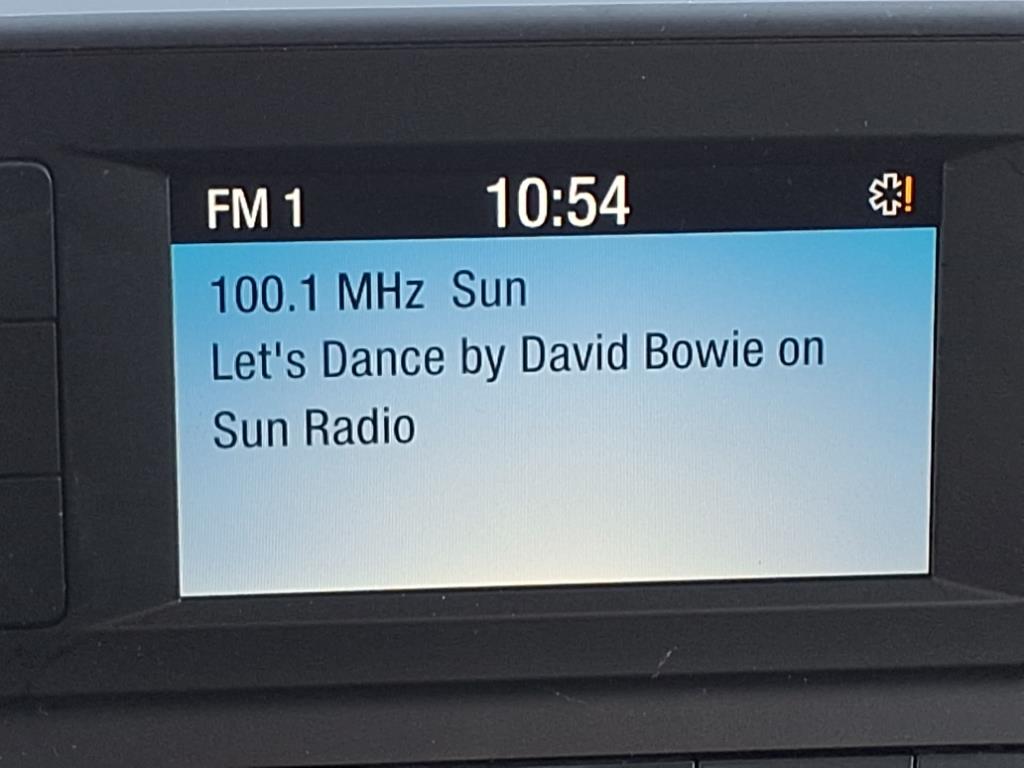 FM 1 10:54 !
100.1 MHz Sun
Let's Dance by David Bowie on
Sun Radio